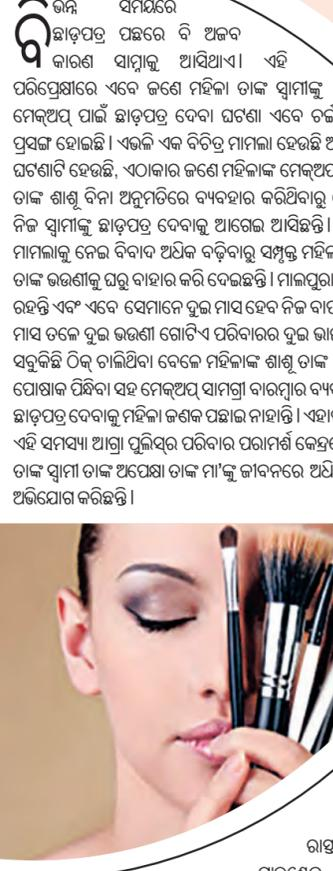 ବିଭିନ୍ନ ସମୟରେ
ଛାଡ଼ପତ୍ର ପଛରେ ବି ଅଜବ
କାରଣ ସାମ୍ନାକୁ ଆସିଥାଏ। ଏହି
ପରିପ୍ରେକ୍ଷୀରେ ଏବେ ଜଣେ ମହିଳା ତାଙ୍କ ସ୍ୱାମୀଙ୍କୁ
ମେକ୍ଅପ୍ ପାଇଁ ଛାଡ଼ପତ୍ର ଦେବା ଘଟଣା ଏବେ
ପ୍ରସଙ୍ଗ ହୋଇଛି। ଏଭଳି ଏକ ବିଚିତ୍ର ମାମଲା ହେଉଛି
ଘଟଣାଟି ହେଉଛି, ଏଠାକାର ଜଣେ ମହିଳାଙ୍କ ମେକ୍ଅପ୍
ତାଙ୍କ ଶାଶୂ ବିନା ଅନୁମତିରେ ବ୍ୟବହାର କରିଥିବାରୁ
ନିଜ ସ୍ୱାମୀଙ୍କୁ ଛାଡ଼ପତ୍ର ଦେବାକୁ ଆଗେଇ ଆସିଛନ୍ତି।
ମାମଲାକୁ ନେଇ ବିବାଦ ଅଧିକ ବଢ଼ିବାରୁ ସମ୍ପୃକ୍ତ
ତାଙ୍କ ଭଉଣୀକୁ ଘରୁ ବାହାର କରି ଦେଇଛନ୍ତି। ମାଲପୁରା
ରହନ୍ତି ଏବଂ ଏବେ ସେମାନେ ଦୁଇ ମାସ ହେବ ନିଜ
ମାସ ତଳେ ଦୁଇ ଭଉଣୀ ଗୋଟିଏ ପରିବାରର ଦୁଇ
ସବୁକିଛି ଠିକ୍ ଚାଲିଥିବା ବେଳେ ମହିଳାଙ୍କ ଶାଶୂ ତାଙ୍କ
ପୋଷାକ ପିନ୍ଧିବା ସହ ମେକ୍ଅପ୍ ସାମଗ୍ରୀ ବାରମ୍ବାର
ଛାଡ଼ପତ୍ର ଦେବାକୁ ମହିଳା ଜଣକ ପଛାଇ ନାହାନ୍ତି।
ଏହି ସମସ୍ୟା ଆଗ୍ରା ପୁଲିସ୍‌ର ପରିବାର ପରାମର୍ଶ
ତାଙ୍କ ସ୍ୱାମୀ ତାଙ୍କ ଅପେକ୍ଷା ତାଙ୍କ ମା'ଙ୍କୁ ଜୀବନରେ
ଅଭିଯୋଗ କରିଛନ୍ତି।